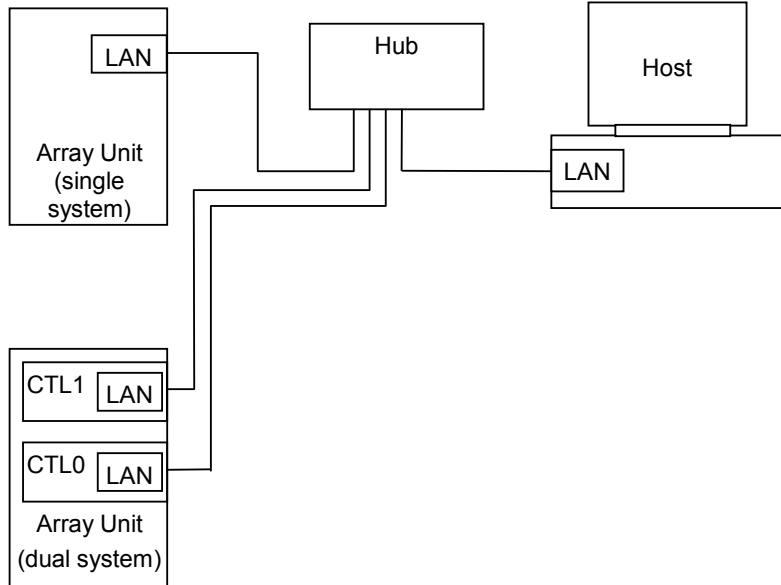 LAN
Array Unit
(single
system)
Hub
Host
LAN
CTL1
LAN
CTL0
LAN
Array Unit
(dual system)